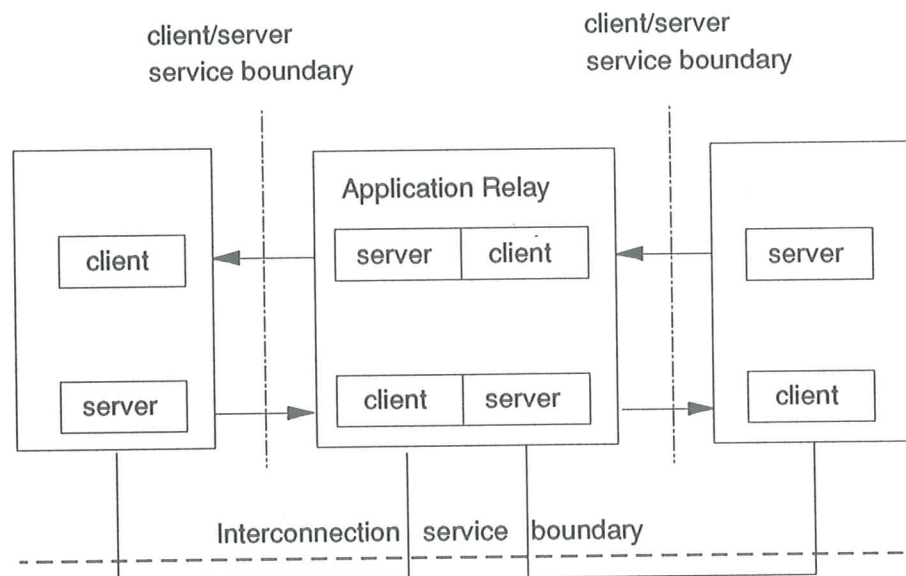 client/server
service boundary
client/server
service boundary
Application Relay
client
server
client
server
server
client
server
client
Interconnection service boundary